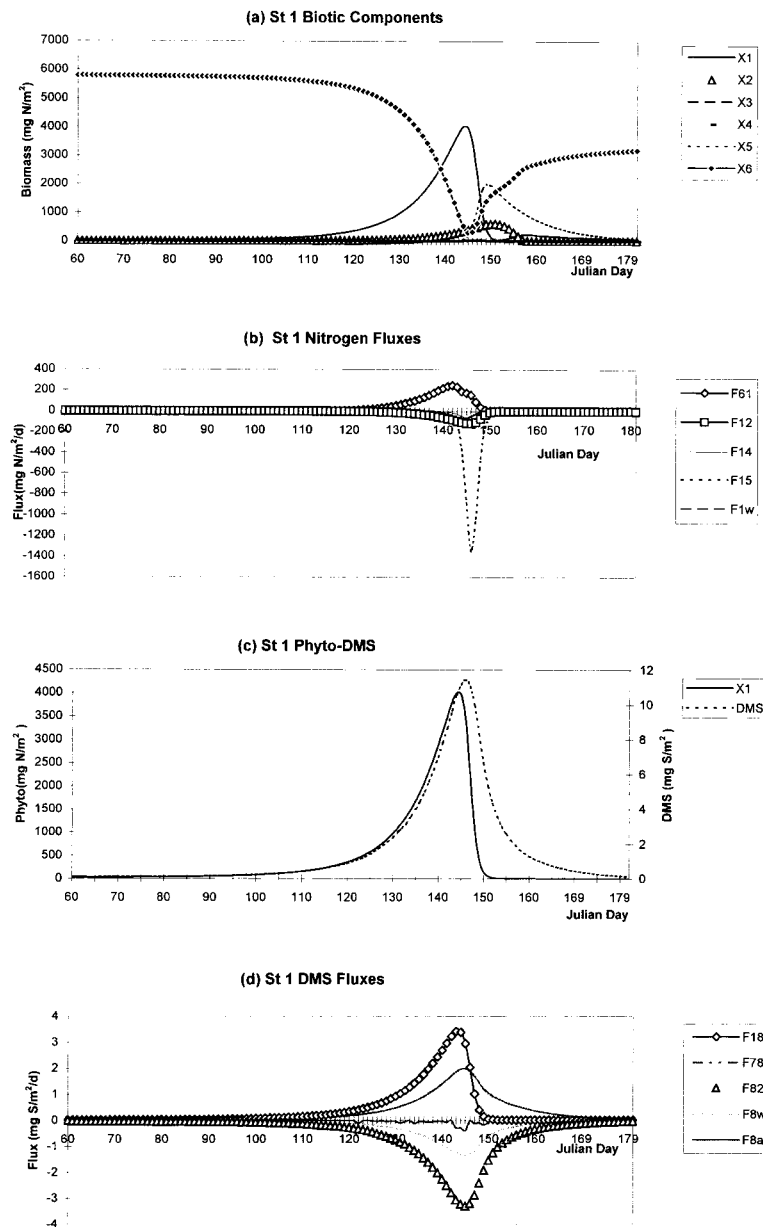 (a) St 1 Biotic Components
Biomass (mg N/m²)
7000
6000
5000
4000
3000
2000
1000
0
60 70 80 90 100 110 120 130 140 150 160 169 179
Julian Day
X1
X2
X3
X4
X5
X6
(b) St 1 Nitrogen Fluxes
Flux(mg N/m²/d)
400
200
0
-200
-400
-600
-800
-1000
-1200
-1400
-1600
60 70 80 90 100 110 120 130 140 150 160 170 181
Julian Day
F61
F12
F14
F15
F1w
(c) St 1 Phyto-DMS
Phyto(mg N/m²)
4500
4000
3500
3000
2500
2000
1500
1000
500
0
12
10
8
6
4
2
0
DMS (mg S/m²)
60 70 80 90 100 110 120 130 140 150 169 179
Julian Day
X1
DMS
(d) St 1 DMS Fluxes
Flux (mg S/m²/d)
4
3
2
1
0
-1
-2
-3
-4
60 70 80 90 100 110 120 130 140 150 160 169 179
Julian Day
F18
F78
F82
F8w
F8a